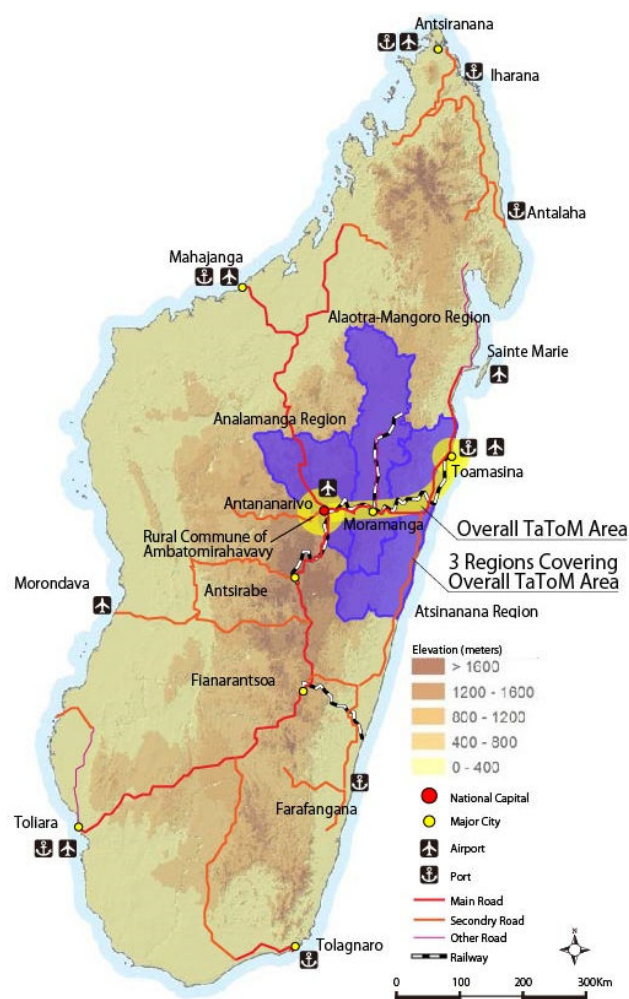 Antsiranana
Iharana
Antalaha
Mahajanga
Alaotra-Mangoro Region
Sainte Marie
Analamanga Region
Toamasina
Antananarivo
Moramanga
Overall TaToM Area
Rural Commune of
Ambatomirahavavy
3 Regions Covering
Overall TaToM Area
Morondava
Antsirabe
Atsinanana Region
Fianarantsoa
Farafangana
Toliara
Tolagnaro
Elevation (meters)
> 1600
1200 - 1600
800 - 1200
400 - 800
0 - 400
National Capital
Major City
Airport
Port
Main Road
Secondry Road
Other Road
Railway
0 100 200 300Km